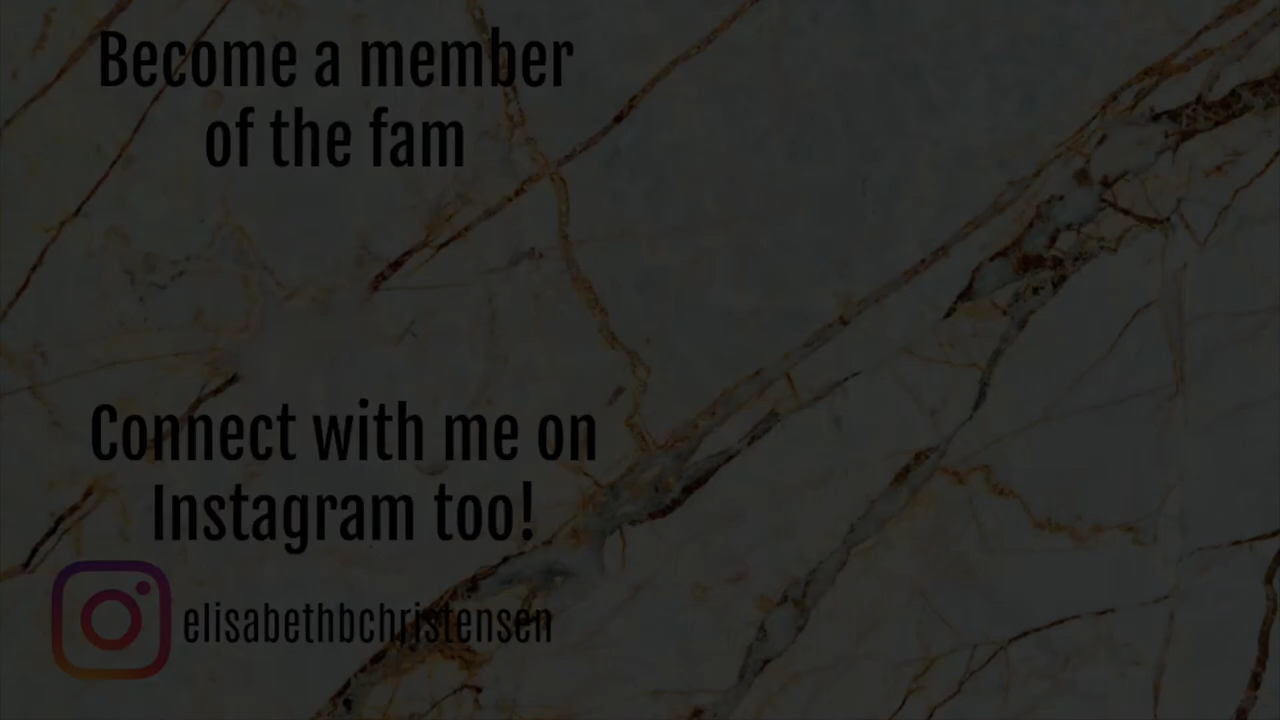 Become a member
of the fam
Connect with me on
Instagram too!
elisabethbchristensen